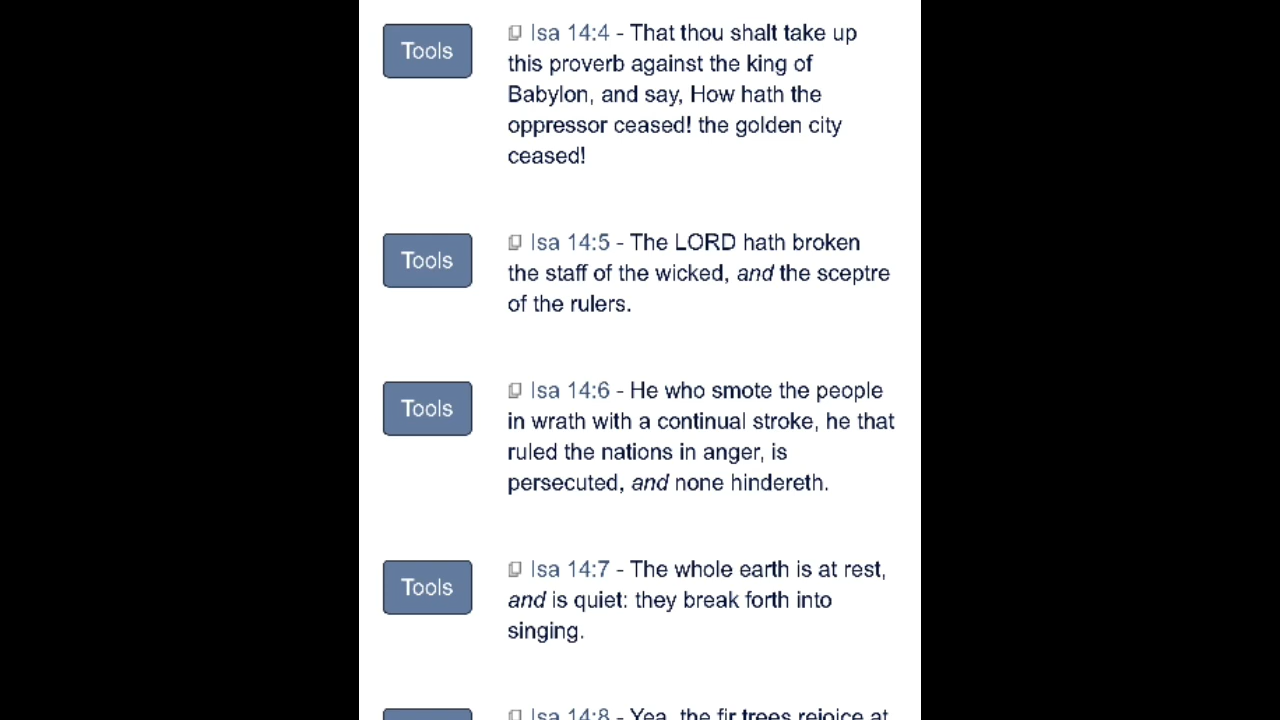 Tools
Isa 14:4 - That thou shalt take up
this proverb against the king of
Babylon, and say, How hath the
oppressor ceased! the golden city
ceased!
Tools
Isa 14:5 - The LORD hath broken
the staff of the wicked, and the sceptre
of the rulers.
Tools
Isa 14:6 - He who smote the people
in wrath with a continual stroke, he that
ruled the nations in anger, is
persecuted, and none hindereth.
Tools
Isa 14:7 - The whole earth is at rest,
and is quiet: they break forth into
singing.
Isa 14:8 - Yea, the fir trees rejoice at